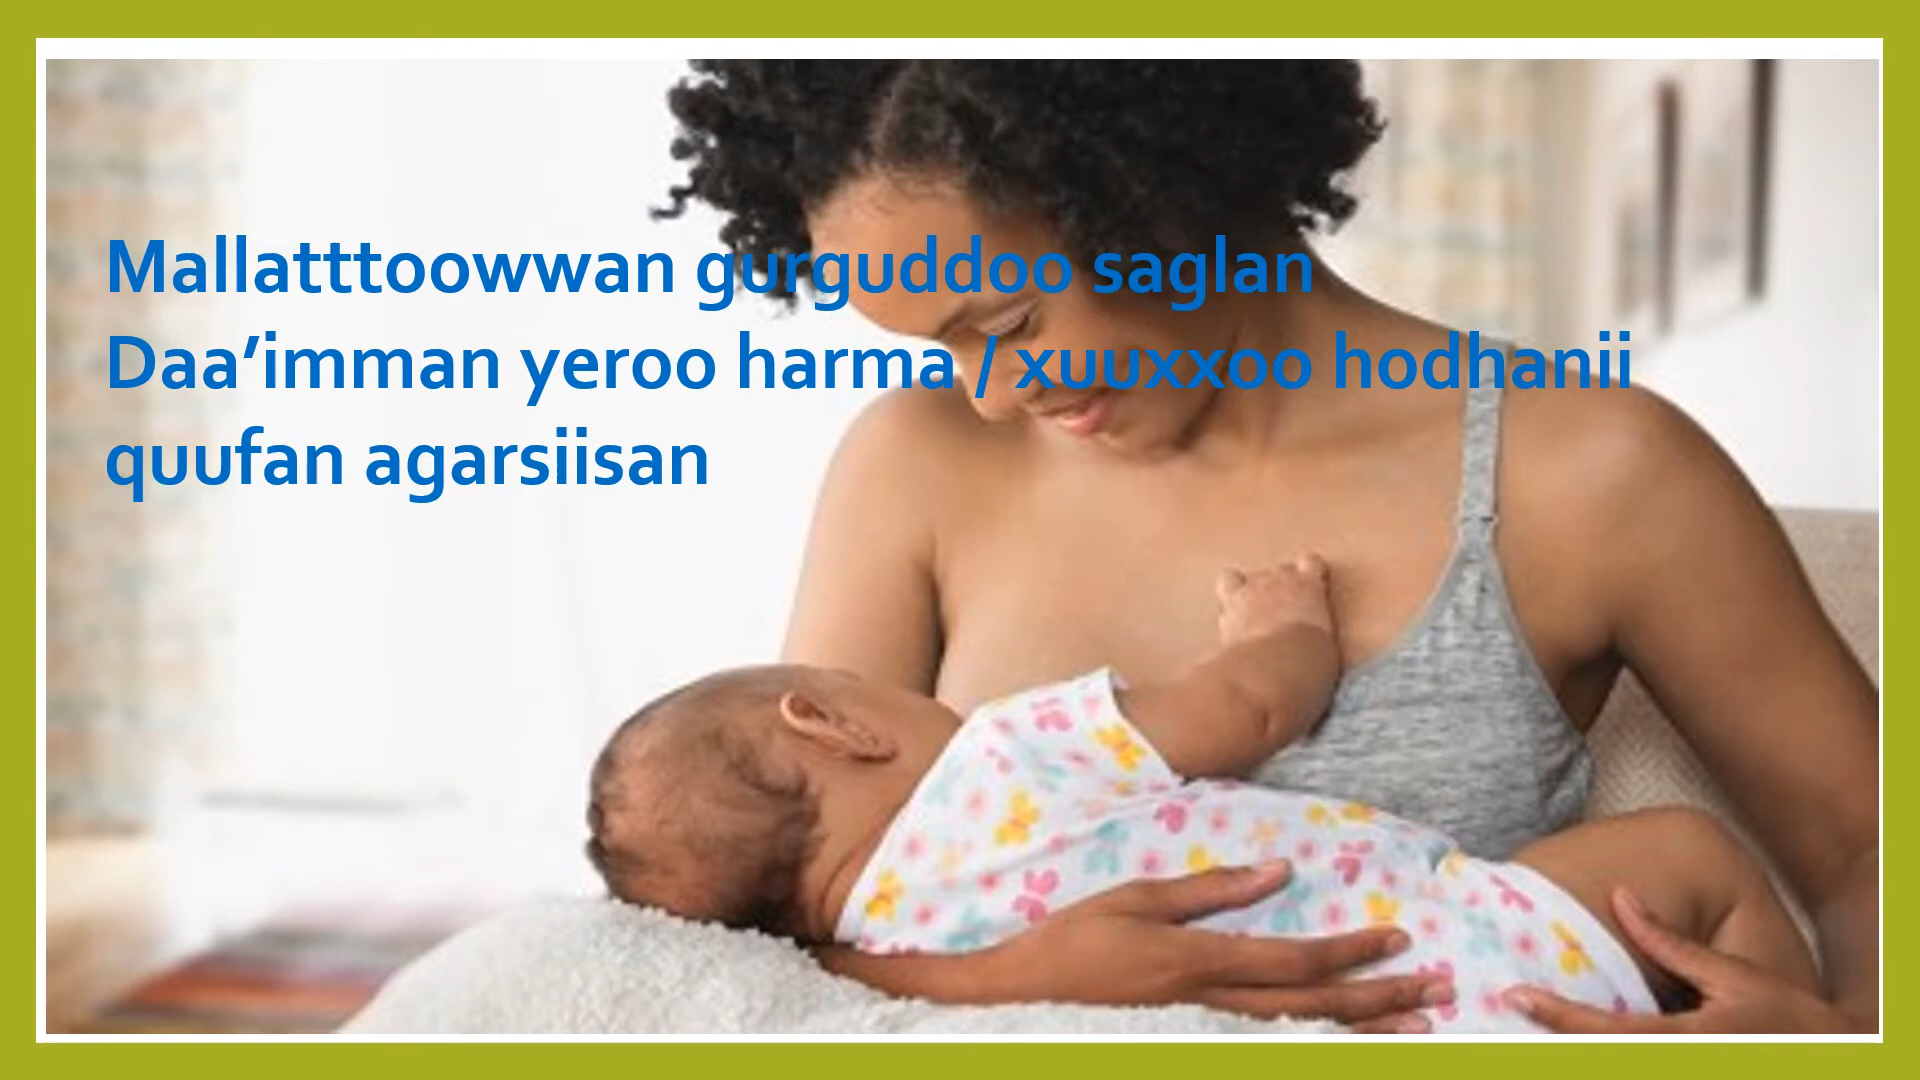 Mallatttoowwan gurguddoo saglan
Daa’imman yeroo harma / xuuxxoo hodhanii
quufan agarsiisan